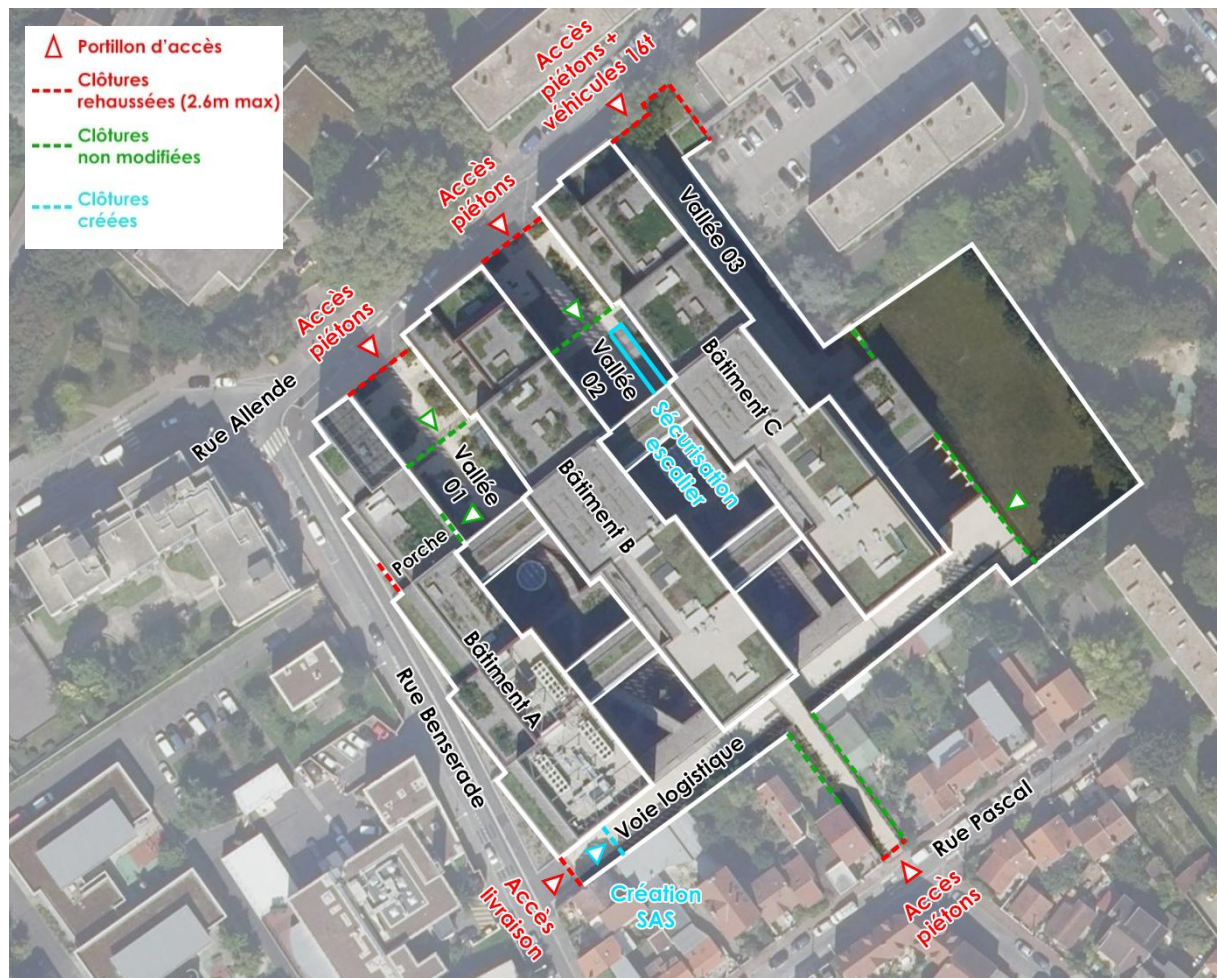 Portillon d'accès
Clôtures
rehaussées (2.6m max)
Clôtures
non modifiées
Clôtures
créées
Accès
piétons +
véhicules 16t
Accès
piétons
Accès
piétons
Rue Allende
Vallée 03
Vallée
02
Vallée
01
Bâtiment C
Sécurisation
escalier
Bâtiment B
Porche
Bâtiment A
Rue Benserade
Voie logistique
Rue Pascal
Accès
livraison
Création
SAS
Accès
piétons